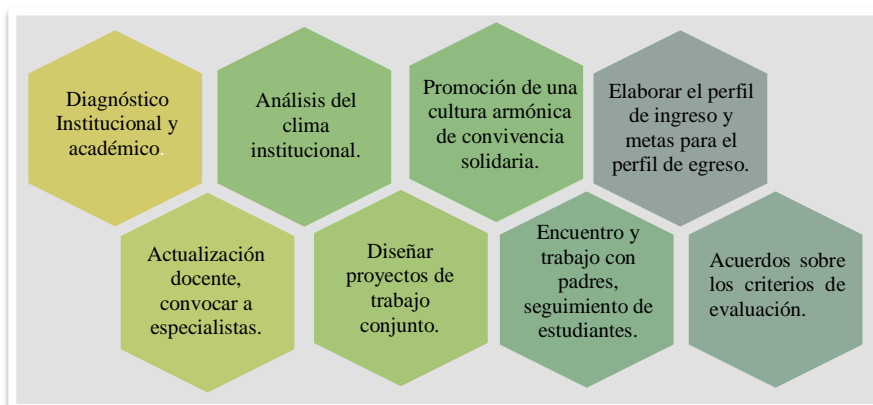 Diagnóstico
Institucional y
académico.
Análisis del
clima
institucional.
Promoción de una
cultura armónica
de convivencia
solidaria.
Elaborar el perfil
de ingreso y
metas para el
perfil de egreso.
Actualización
docente,
convocar a
especialistas.
Diseñar
proyectos de
trabajo
conjunto.
Encuentro y
trabajo con
padres,
seguimiento de
estudiantes.
Acuerdos sobre
los criterios de
evaluación.